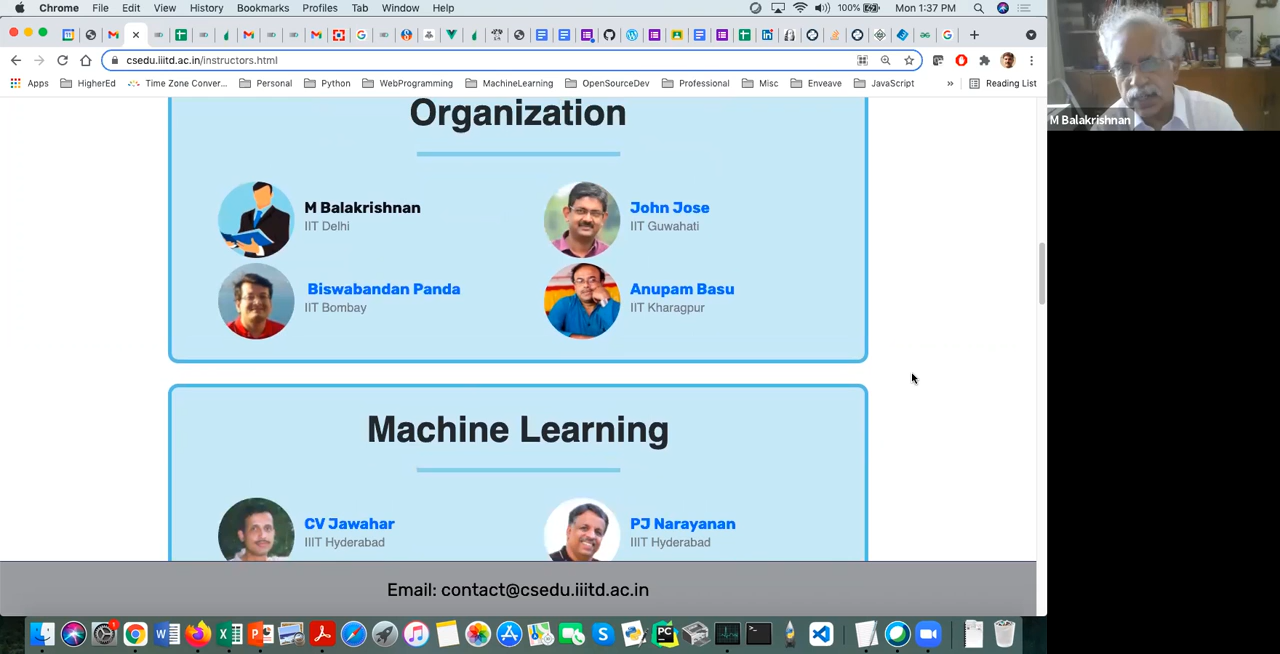 Chrome File Edit View History Bookmarks Profiles Tab Window Help 100% Mon 1:37 PM
csedu.iiitd.ac.in/instructors.html
Apps HigherEd Time Zone Conver... Personal Python WebProgramming MachineLearning OpenSourceDev Professional Misc Enveave JavaScript » Reading List
M Balakrishnan
Organization
M Balakrishnan
IIT Delhi
John Jose
IIT Guwahati
Biswabandan Panda
IIT Bombay
Anupam Basu
IIT Kharagpur
Machine Learning
CV Jawahar
IIIT Hyderabad
PJ Narayanan
IIIT Hyderabad
Email: contact@csedu.iiitd.ac.in